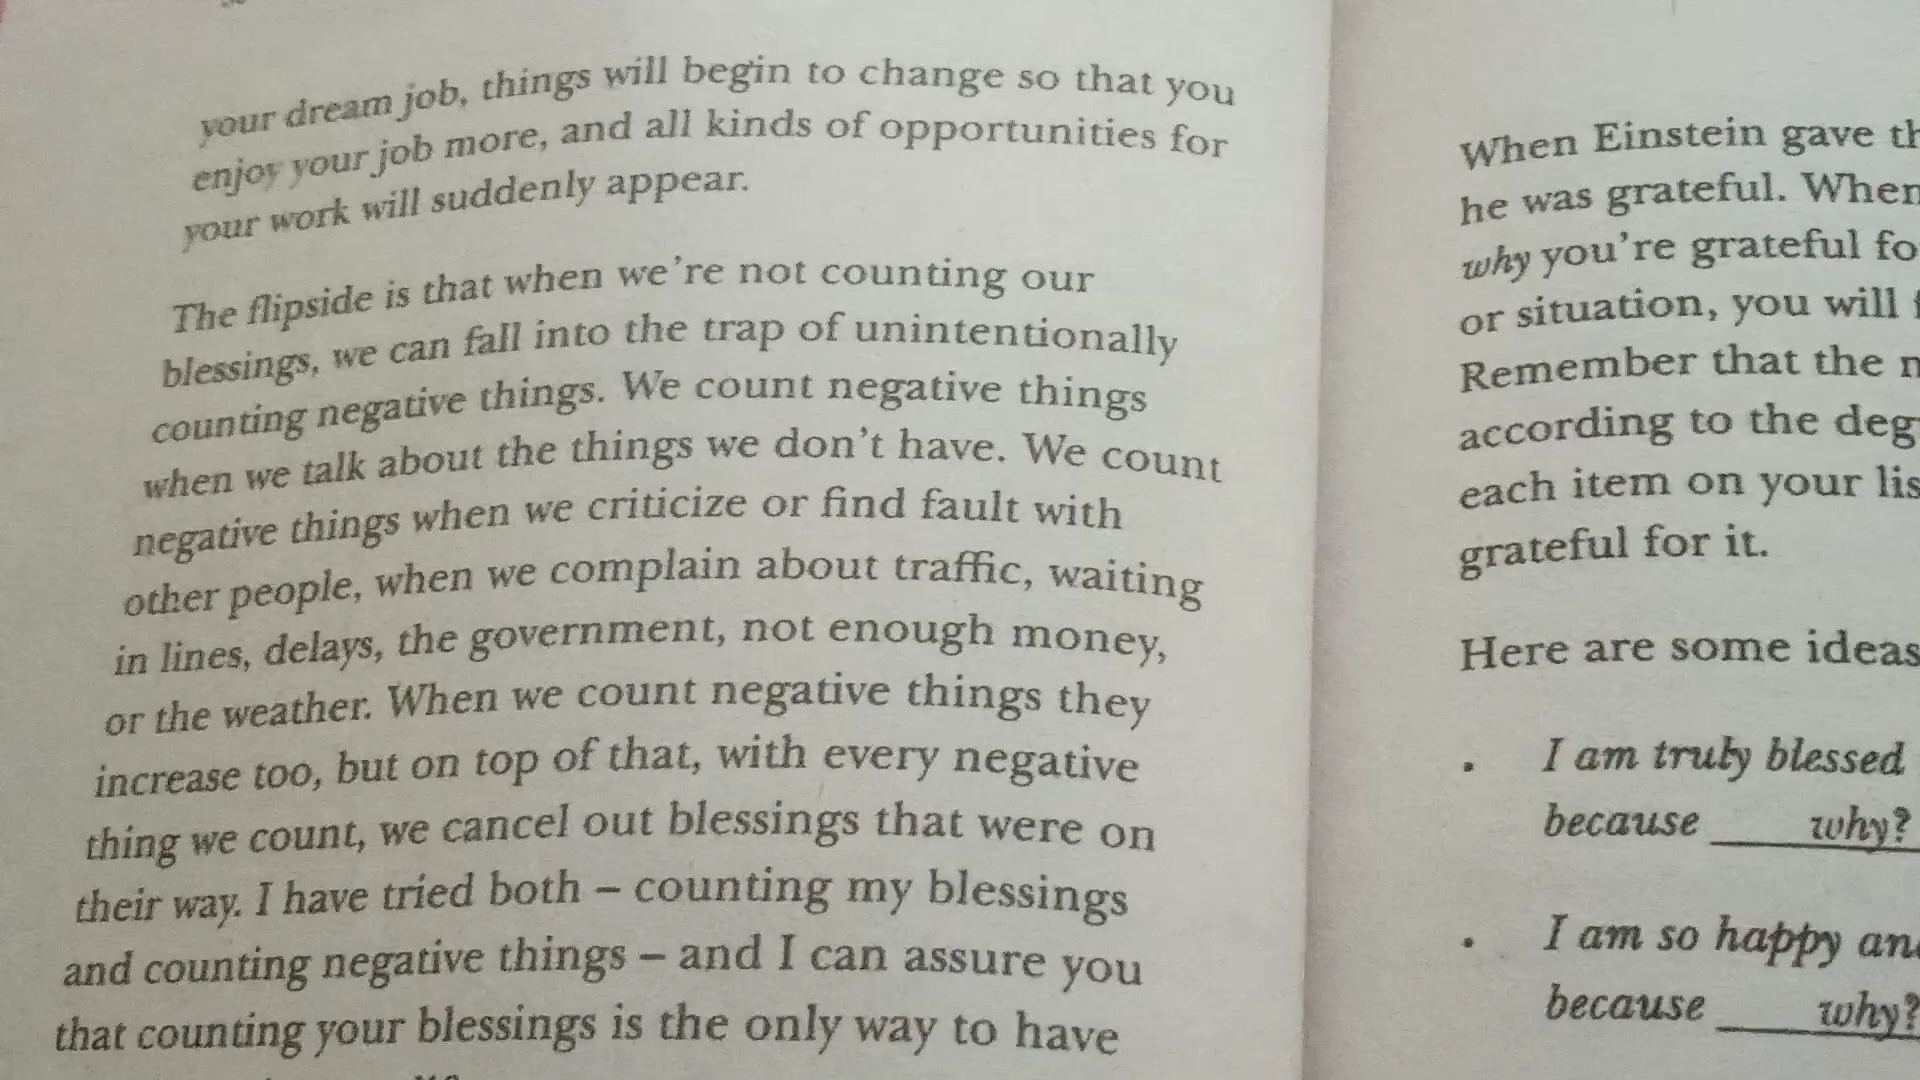 your dream job, things will begin to change so that you
enjoy your job more, and all kinds of opportunities for
your work will suddenly appear.
The flipside is that when we're not counting our
blessings, we can fall into the trap of unintentionally
counting negative things. We count negative things
when we talk about the things we don't have. We count
negative things when we criticize or find fault with
other people, when we complain about traffic, waiting
in lines, delays, the government, not enough money,
or the weather. When we count negative things they
increase too, but on top of that, with every negative
thing we count, we cancel out blessings that were on
their way. I have tried both – counting my blessings
and counting negative things – and I can assure you
that counting your blessings is the only way to have
When Einstein gave
he was grateful. When
why you're grateful
or situation, you will
Remember that the
according to the
each item on your
grateful for it.
Here are some ideas
. I am truly blessed
because ____ why?
. I am so happy
because ____ why?